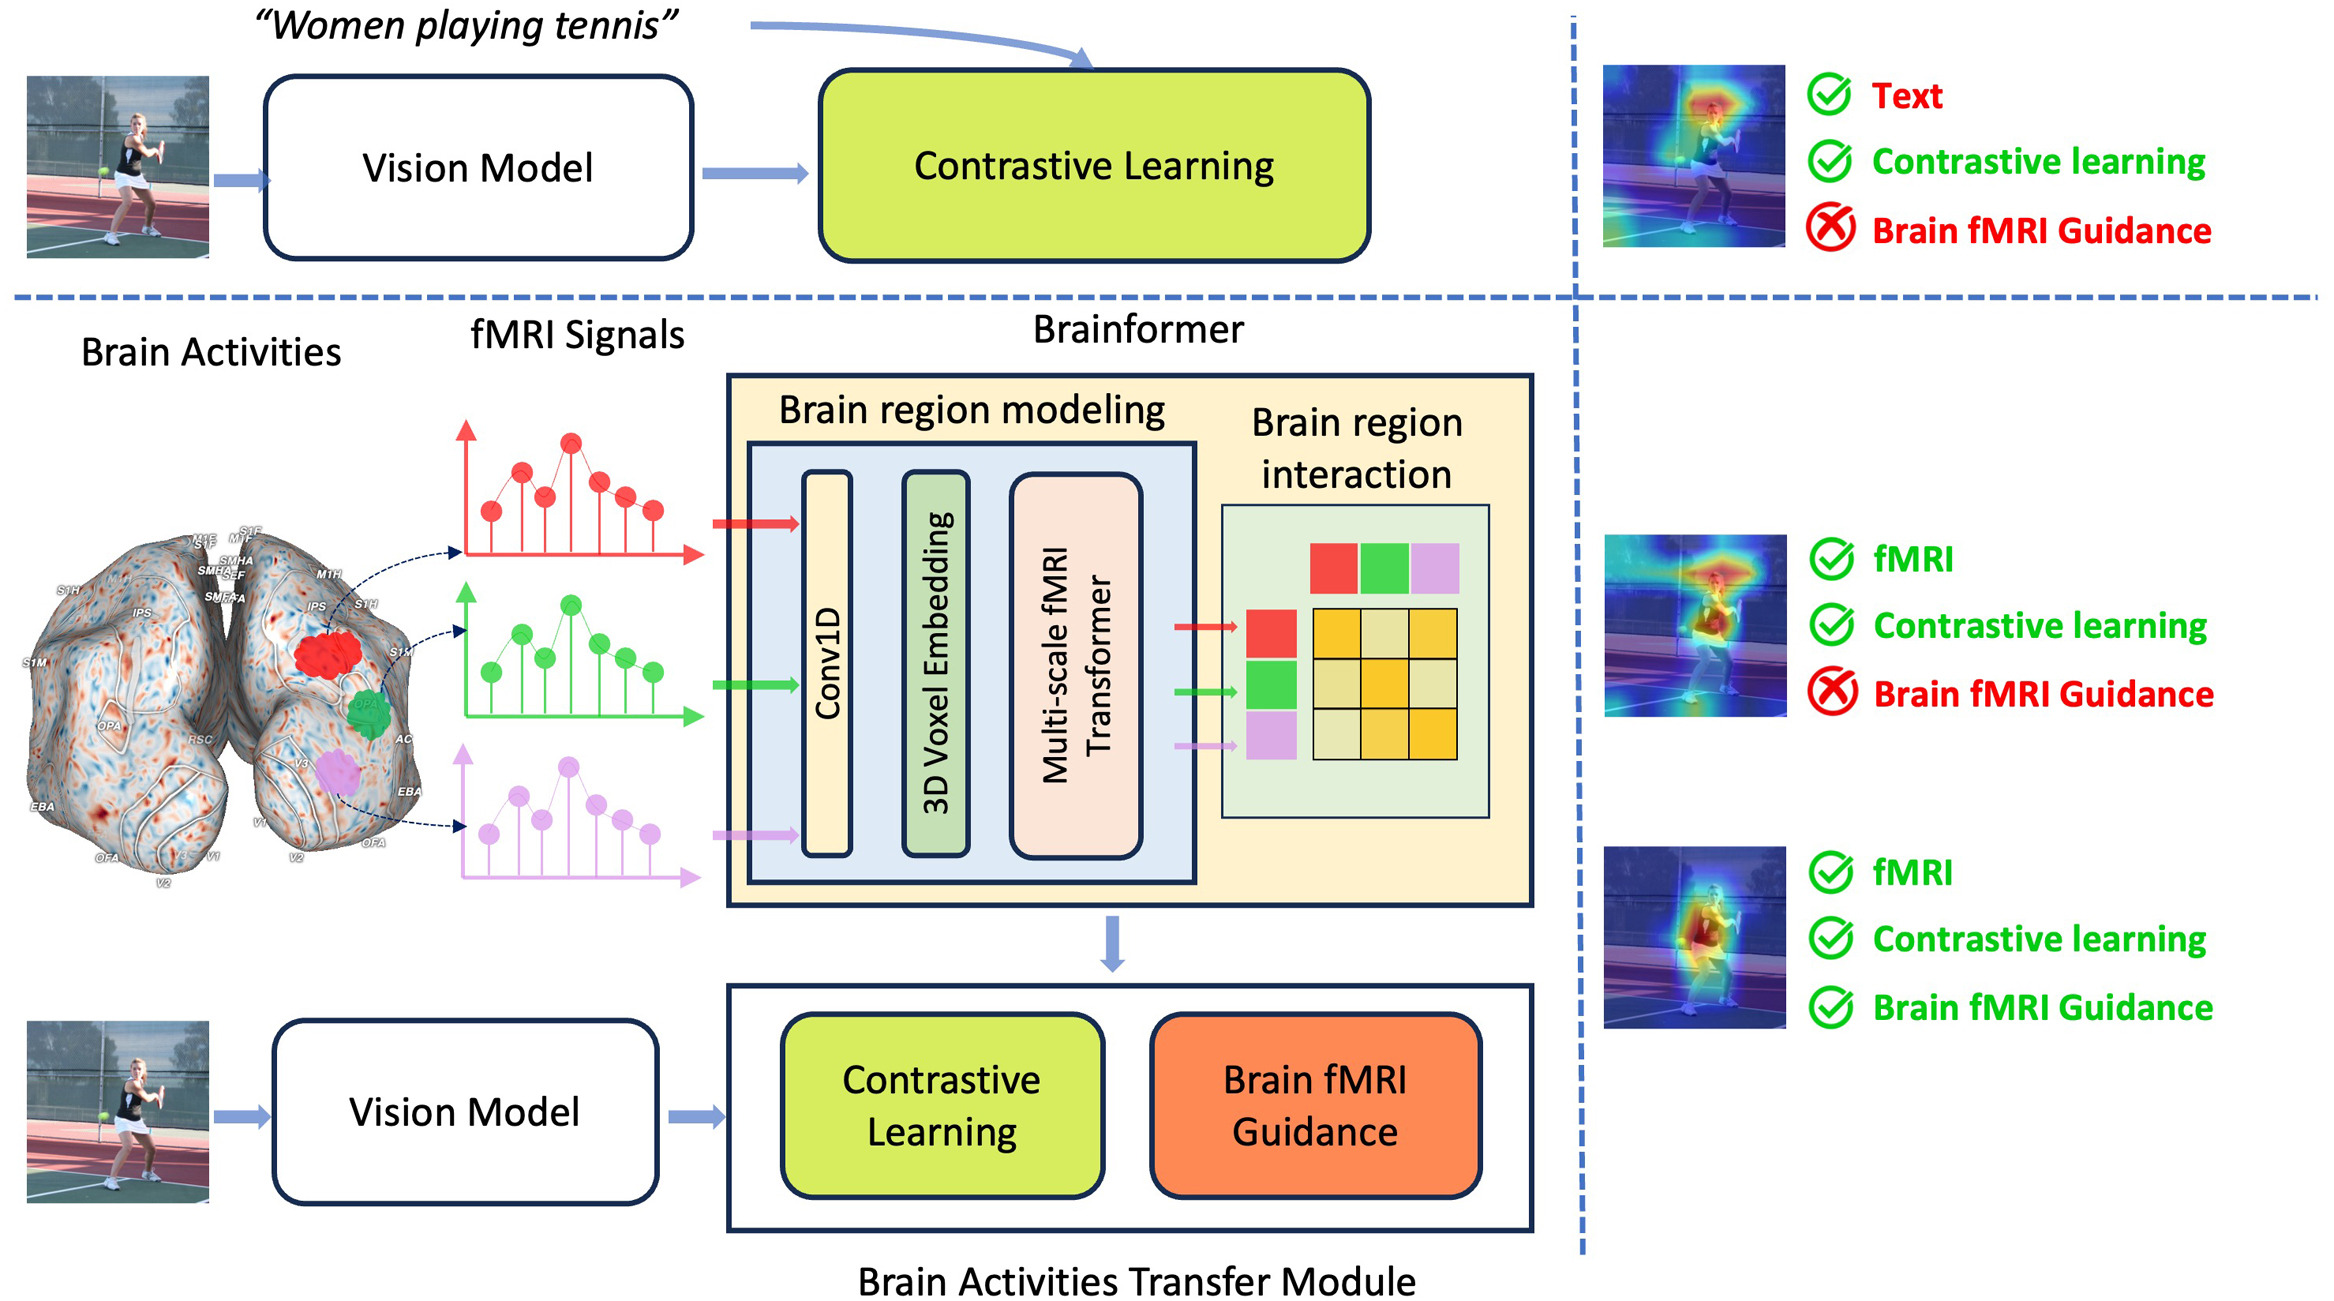 “Women playing tennis”
Vision Model
Contrastive Learning
Text
Contrastive learning
Brain fMRI Guidance
Brain Activities
fMRI Signals
Brainformer
Brain region modeling
Brain region
interaction
Conv1D
3D Voxel Embedding
Multi-scale fMRI
Transformer
S1F
M1F
SMHA
SEF
M1H
S1H
IPS
S1H
IPS
S1M
S1M
OPA
OPA
RSC
AC
V3
EBA
EBA
V1
OFA
V3
V1
V2
OFA
V2
fMRI
Contrastive learning
Brain fMRI Guidance
fMRI
Contrastive learning
Brain fMRI Guidance
Vision Model
Contrastive
Learning
Brain fMRI
Guidance
Brain Activities Transfer Module